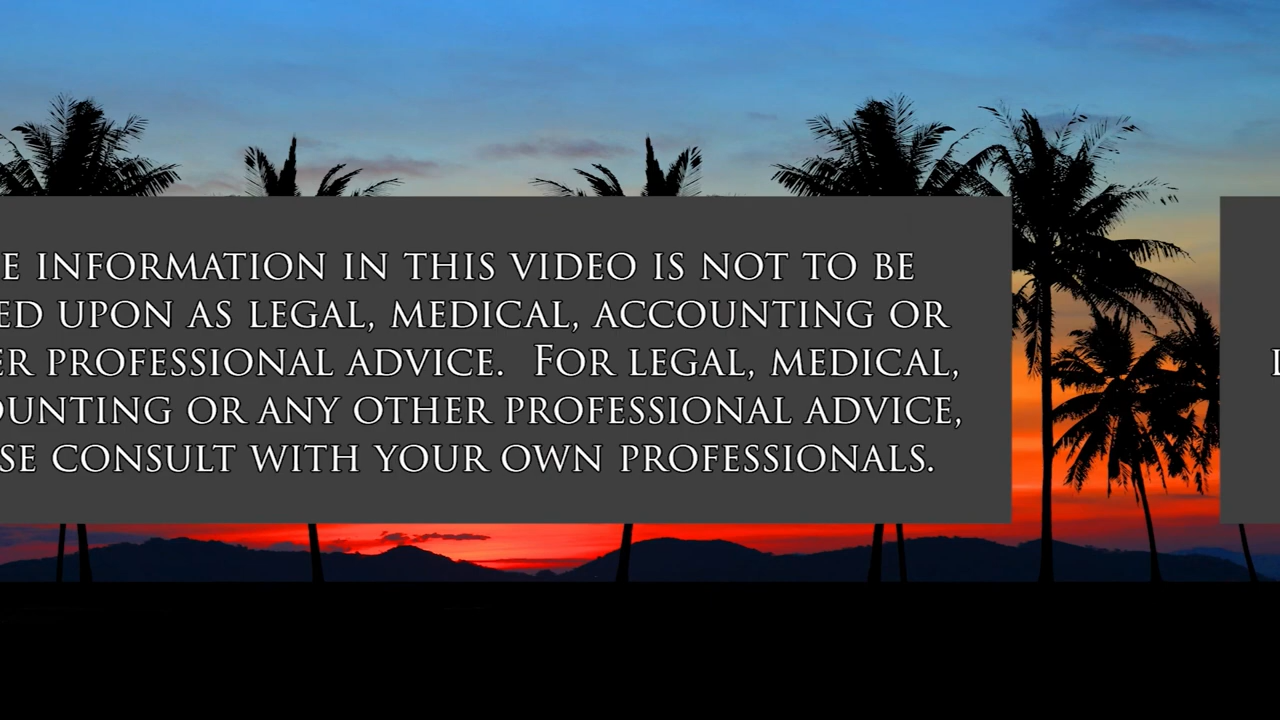 E INFORMATION IN THIS VIDEO IS NOT TO BE
ED UPON AS LEGAL, MEDICAL, ACCOUNTING OR
ER PROFESSIONAL ADVICE. FOR LEGAL, MEDICAL,
OUNTING OR ANY OTHER PROFESSIONAL ADVICE,
SE CONSULT WITH YOUR OWN PROFESSIONALS.